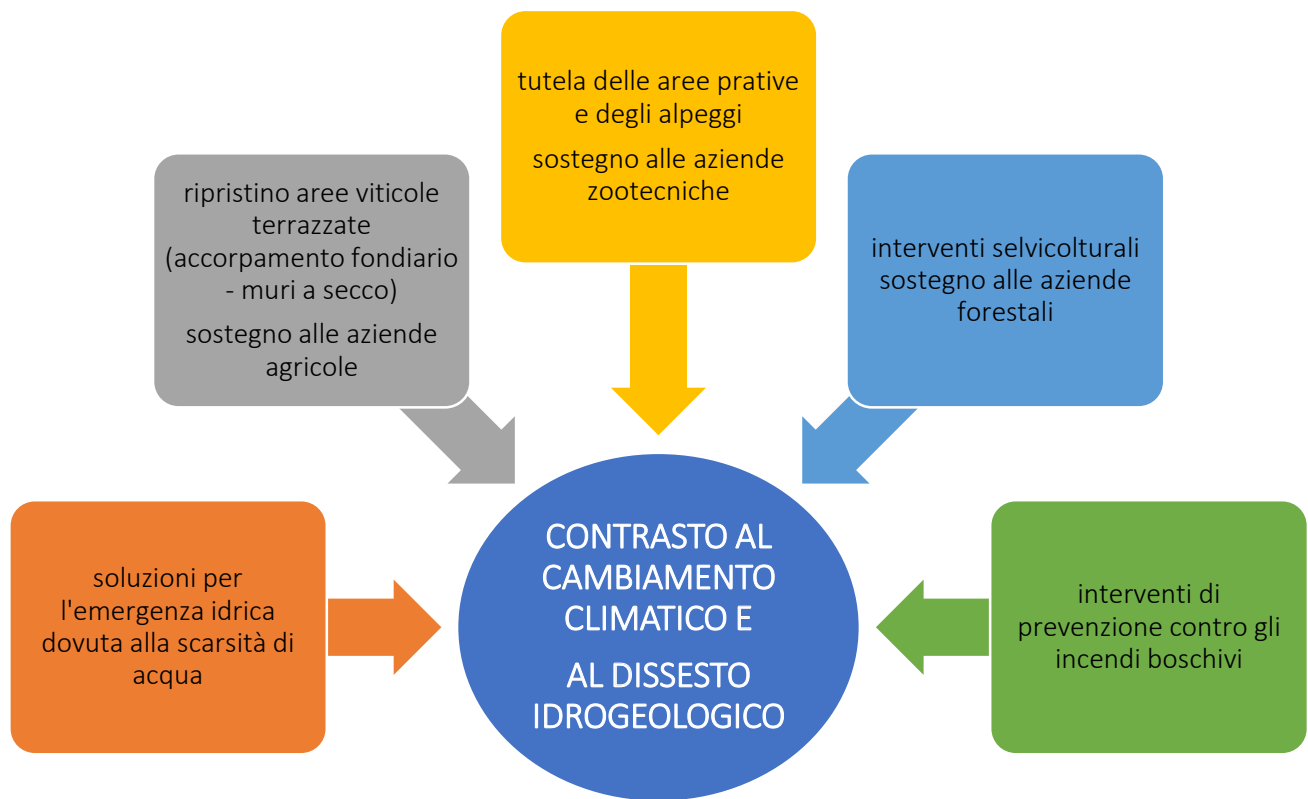 tutela delle aree prative
e degli alpeggi
sostegno alle aziende
zootecniche
ripristino aree viticole
terrazzate
(accorpamento fondiario
- muri a secco)
sostegno alle aziende
agricole
interventi selvicolturali
sostegno alle aziende
forestali
soluzioni per
l'emergenza idrica
dovuta alla scarsità di
acqua
CONTRASTO AL
CAMBIAMENTO
CLIMATICO E
AL DISSESTO
IDROGEOLOGICO
interventi di
prevenzione contro gli
incendi boschivi